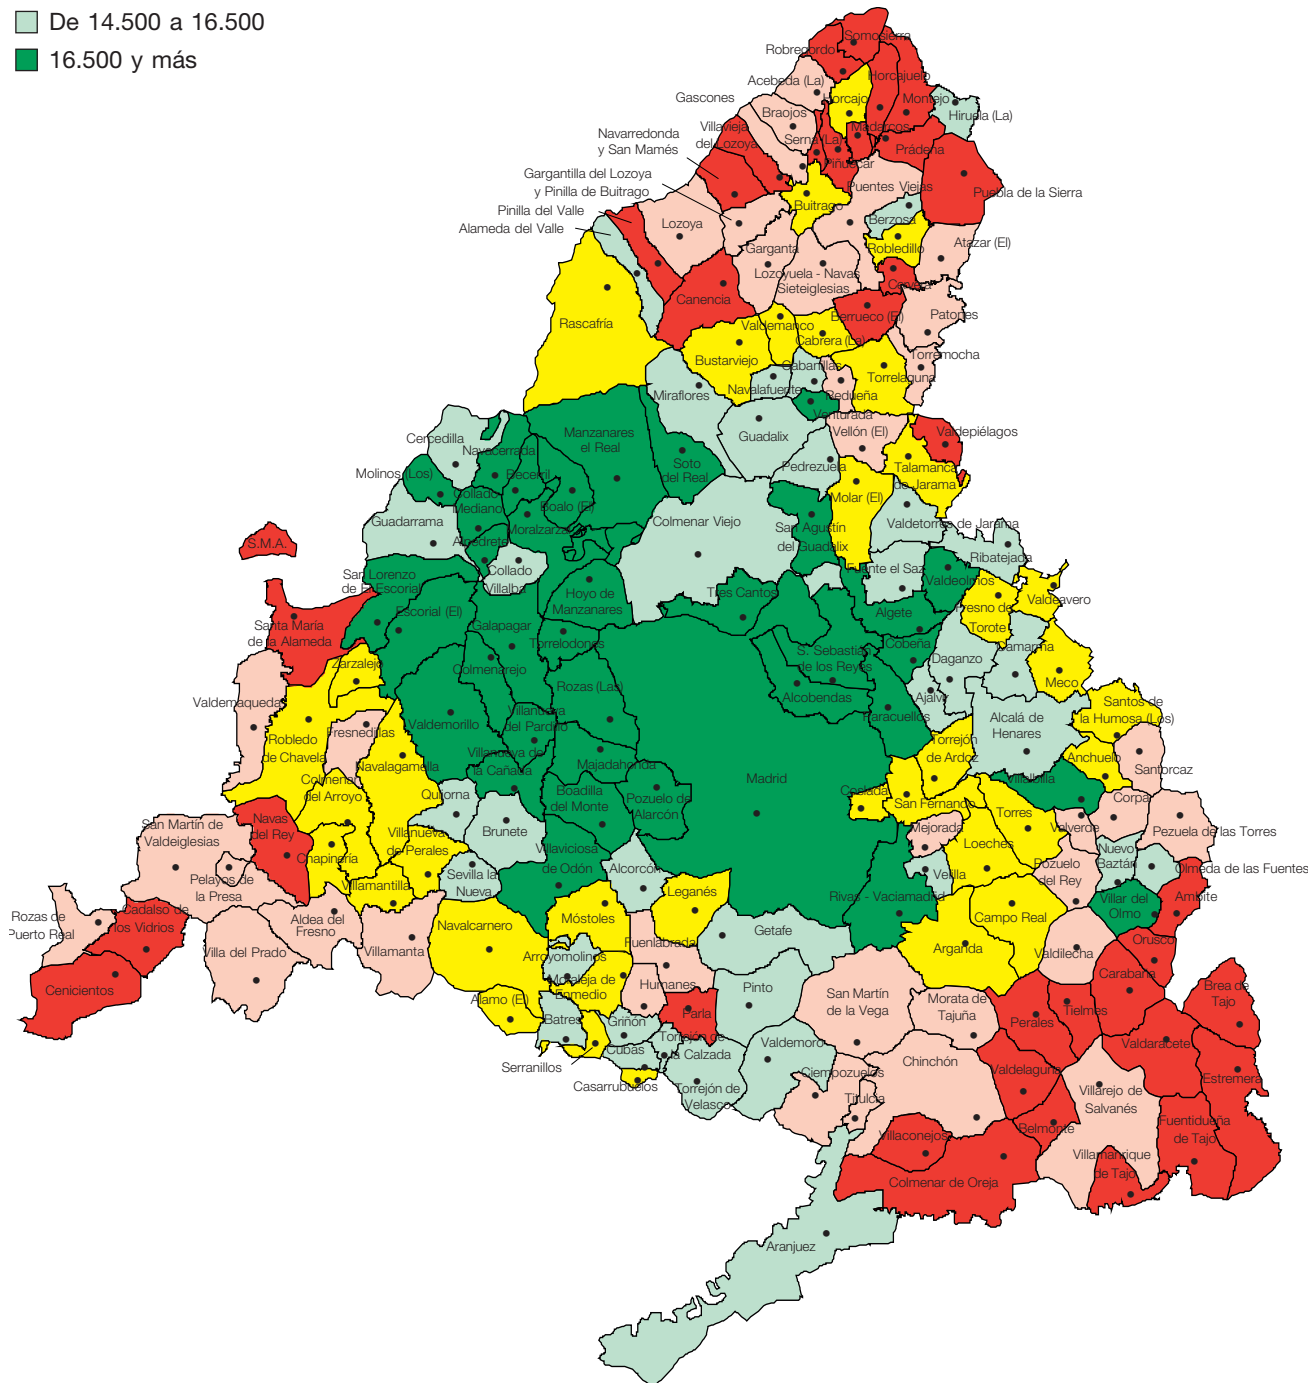 De 14.500 a 16.500
16.500 y más
Somosierra
Robregordo
Acebeda (La)
Horcajuelo
Gascones
Horcajo
Montejo
Braojos
Hiruela (La)
Navarredonda
y San Mamés
Villavieja
del Lozoya
Serna (La)
Madarcos
Prádena
Piñuecar
Gargantilla del Lozoya
y Pinilla de Buitrago
Puentes Viejas
Puebla de la Sierra
Pinilla del Valle
Buitrago
Alameda del Valle
Lozoya
Berzosa
Garganta
Robledillo
Atazar (El)
Lozoyuela - Navas
Sieteiglesias
Cervera
Canencia
Berrueco (El)
Patones
Rascafría
Valdemanco
Cabrera (La)
Bustarviejo
Torremocha
Cabanillas
Torrelaguna
Navalafuente
Redueña
Miraflores
Venturada
Guadalix
Vellón (El)
Valdepiélagos
Cercedilla
Manzanares
el Real
Navacerrada
Soto
del Real
Pedrezuela
Talamanca
de Jarama
Molinos (Los)
Becerril
Collado
Mediano
Boalo (El)
Molar (El)
Guadarrama
Moralzarzal
Colmenar Viejo
San Agustín
del Guadalix
Valdetorres de Jarama
S.M.A.
Alpedrete
Ribatejada
Collado
Villalba
San Lorenzo
de El Escorial
Fuente el Saz
Valdeolmos
Hoyo de
Manzanares
Tres Cantos
Valdeavero
Escorial (El)
Algete
Fresno de
Torote
Santa María
de la Alameda
Galapagar
Torrelodones
Cobeña
Camarma
Zarzalejo
Colmenarejo
S. Sebastián
de los Reyes
Daganzo
Meco
Rozas (Las)
Alcobendas
Ajalvir
Valdemaqueda
Valdemorillo
Villanueva
del Pardillo
Paracuellos
Alcalá de
Henares
Santos de
la Humosa (Los)
Robledo
de Chavela
Fresnedillas
Torrejón
de Ardoz
Villanueva de
la Cañada
Majadahonda
Anchuelo
Santorcaz
Navalagamella
Madrid
Villalbilla
Colmenar
del Arroyo
Quijorna
Boadilla
del Monte
Pozuelo de
Alarcón
Coslada
San Fernando
Corpa
San Martín de
Valdeiglesias
Navas
del Rey
Brunete
Torres
Mejorada
Valverde
Pezuela de las Torres
Villanueva
de Perales
Villaviciosa
de Odón
Loeches
Nuevo
Baztán
Chapinería
Alcorcón
Velilla
Pozuelo
del Rey
Olmeda de las Fuentes
Pelayos de
la Presa
Villamantilla
Sevilla la
Nueva
Leganés
Rivas - Vaciamadrid
Villar del
Olmo
Ambite
Rozas de
Puerto Real
Cadalso de
los Vidrios
Aldea del
Fresno
Móstoles
Campo Real
Navalcarnero
Getafe
Fuenlabrada
Orusco
Villa del Prado
Villamanta
Arroyomolinos
Arganda
Valdilecha
Carabaña
Moraleja de
Enmedio
Humanes
Pinto
Cenicientos
Alamo (El)
San Martín
de la Vega
Morata de
Tajuña
Brea de
Tajo
Parla
Tielmes
Batres
Griñón
Perales
Cubas
Torrejón de
la Calzada
Valdemoro
Valdaracete
Chinchón
Serranillos
Ciempozuelos
Valdelaguna
Estremera
Casarrubuelos
Torrejón de
Velasco
Titulcia
Villarejo de
Salvanés
Fuentidueña
de Tajo
Villaconejos
Belmonte
Villamanrique
de Tajo
Colmenar de Oreja
Aranjuez